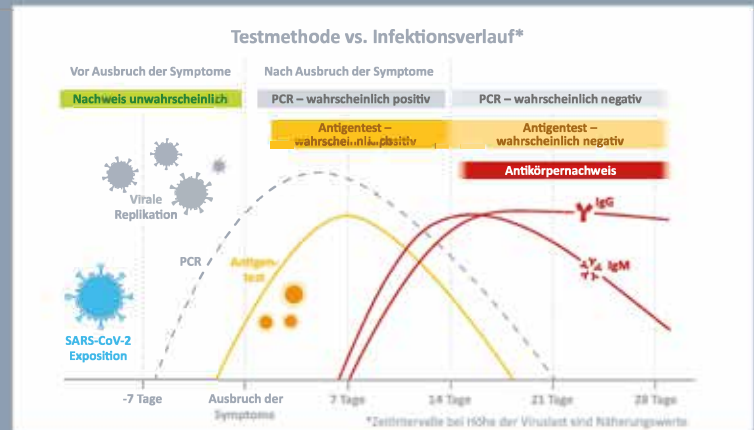 Testmethode vs. Infektionsverlauf*
Vor Ausbruch der Symptome
Nach Ausbruch der Symptome
Nachweis unwahrscheinlich
PCR – wahrscheinlich positiv
PCR – wahrscheinlich negativ
Antigentest –
wahrscheinlich positiv
Antigentest –
wahrscheinlich negativ
Antikörpernachweis
Virale
Replikation
IgG
PCR
Antigen-
test
IgM
SARS-CoV-2
Exposition
-7 Tage
Ausbruch der
Symptome
7 Tage
14 Tage
21 Tage
28 Tage
*Zeitintervalle bei Höhe der Viruslast sind Näherungswerte